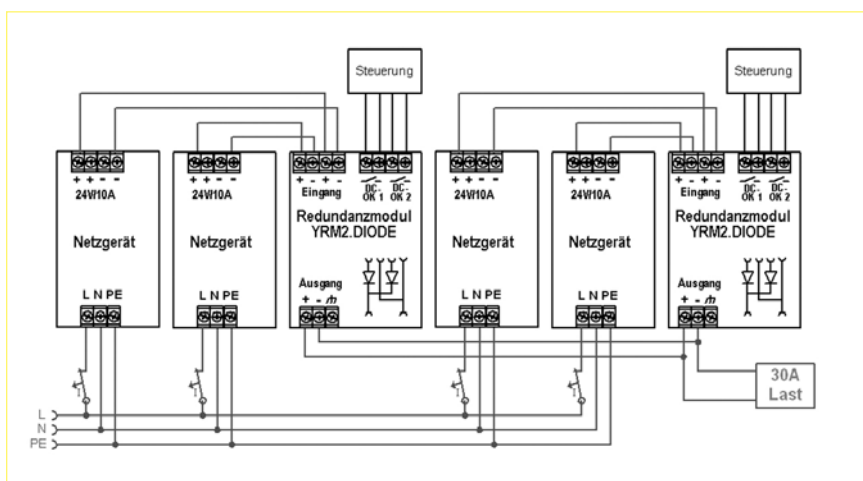 Steuerung
Steuerung
+ + - -
24V/10A
Netzgerät
L N PE
+ + - -
24V/10A
Netzgerät
L N PE
+ - + -
Eingang
DC-
OK 1
DC-
OK 2
Redundanzmodul
YRM2.DIODE
Ausgang
+ -
+ + - -
24V/10A
Netzgerät
L N PE
+ + - -
24V/10A
Netzgerät
L N PE
+ - + -
Eingang
DC-
OK 1
DC-
OK 2
Redundanzmodul
YRM2.DIODE
Ausgang
+ -
I
I
I
I
30A
Last
L
N
PE